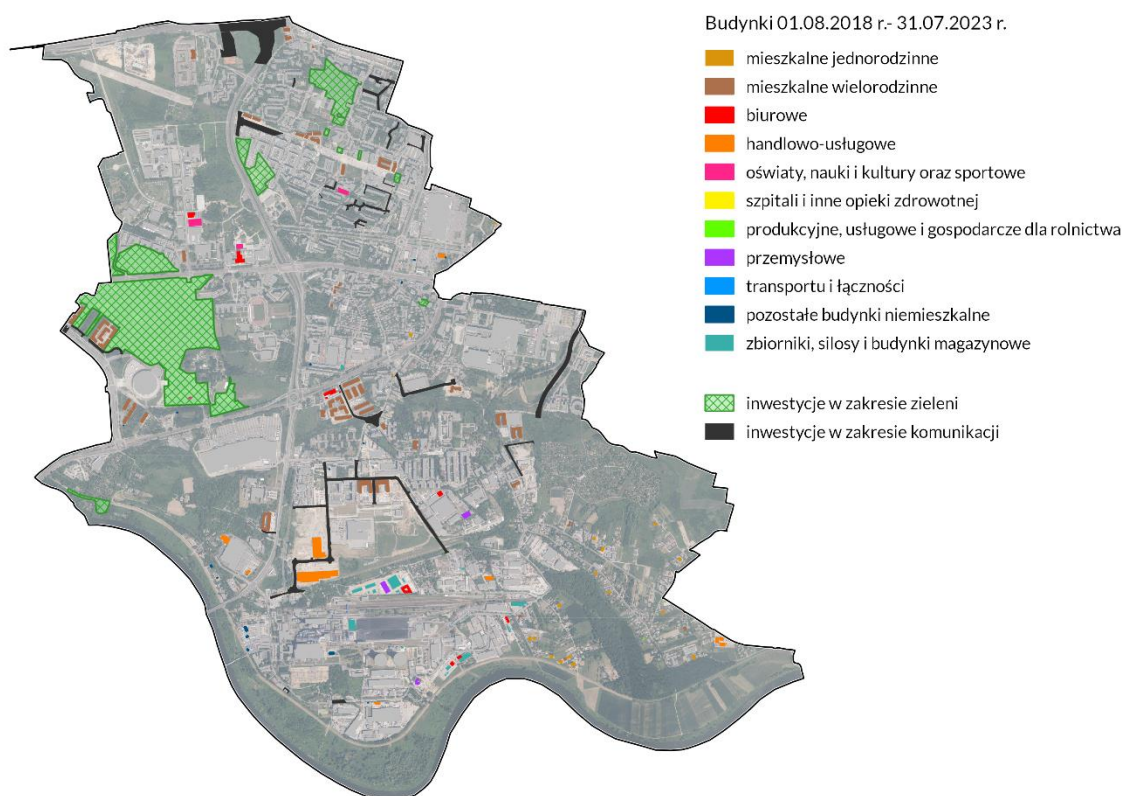 Budynki 01.08.2018 r.- 31.07.2023 r.
mieszkalne jednorodzinne
mieszkalne wielorodzinne
biurowe
handlowo-usługowe
oświaty, nauki i kultury oraz sportowe
szpitali i inne opieki zdrowotnej
produkcyjne, usługowe i gospodarcze dla rolnictwa
przemysłowe
transportu i łączności
pozostałe budynki niemieszkalne
zbiorniki, silosy i budynki magazynowe
inwestycje w zakresie zieleni
inwestycje w zakresie komunikacji